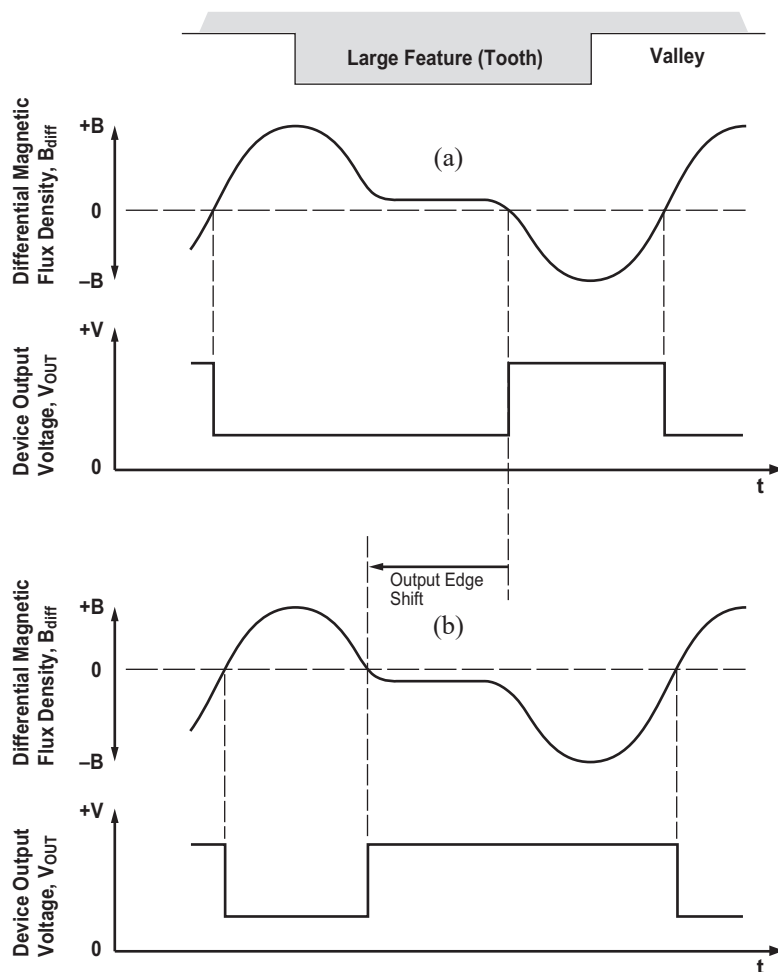 Large Feature (Tooth)
Valley
Differential Magnetic
Flux Density, Bdiff
+B
0
–B
(a)
Device Output
Voltage, VOUT
+V
0
t
Output Edge
Shift
Differential Magnetic
Flux Density, Bdiff
+B
0
–B
(b)
Device Output
Voltage, VOUT
+V
0
t